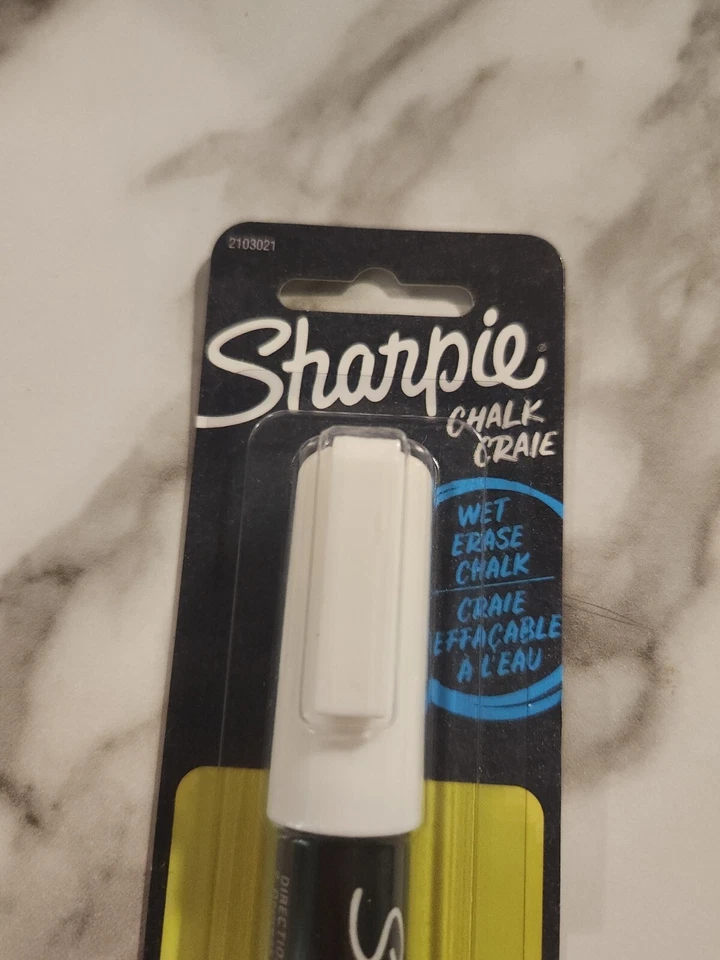 2103021
Sharpie®
CHALK
CRAIE
WET
ERASE
CHALK
CRAIE
EFFAÇABLE
À L'EAU